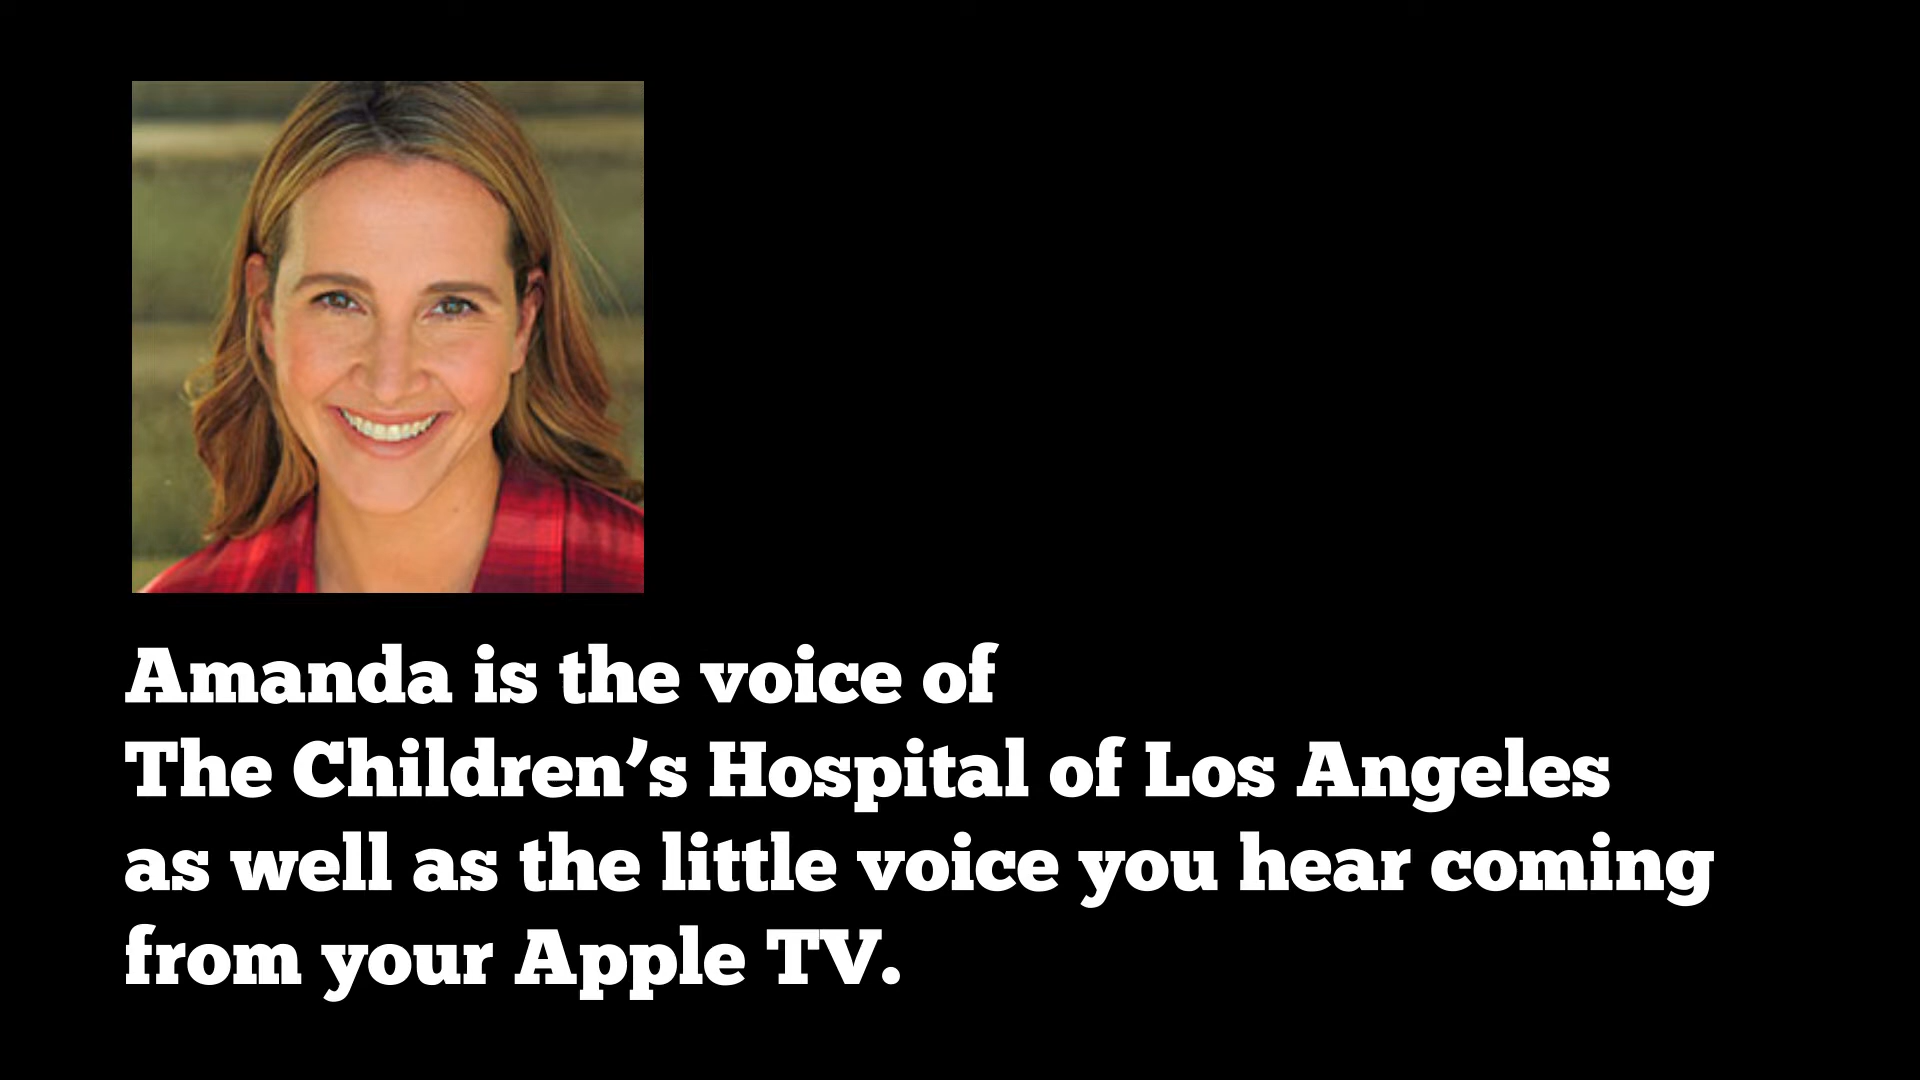 Amanda is the voice of
The Children’s Hospital of Los Angeles
as well as the little voice you hear coming
from your Apple TV.